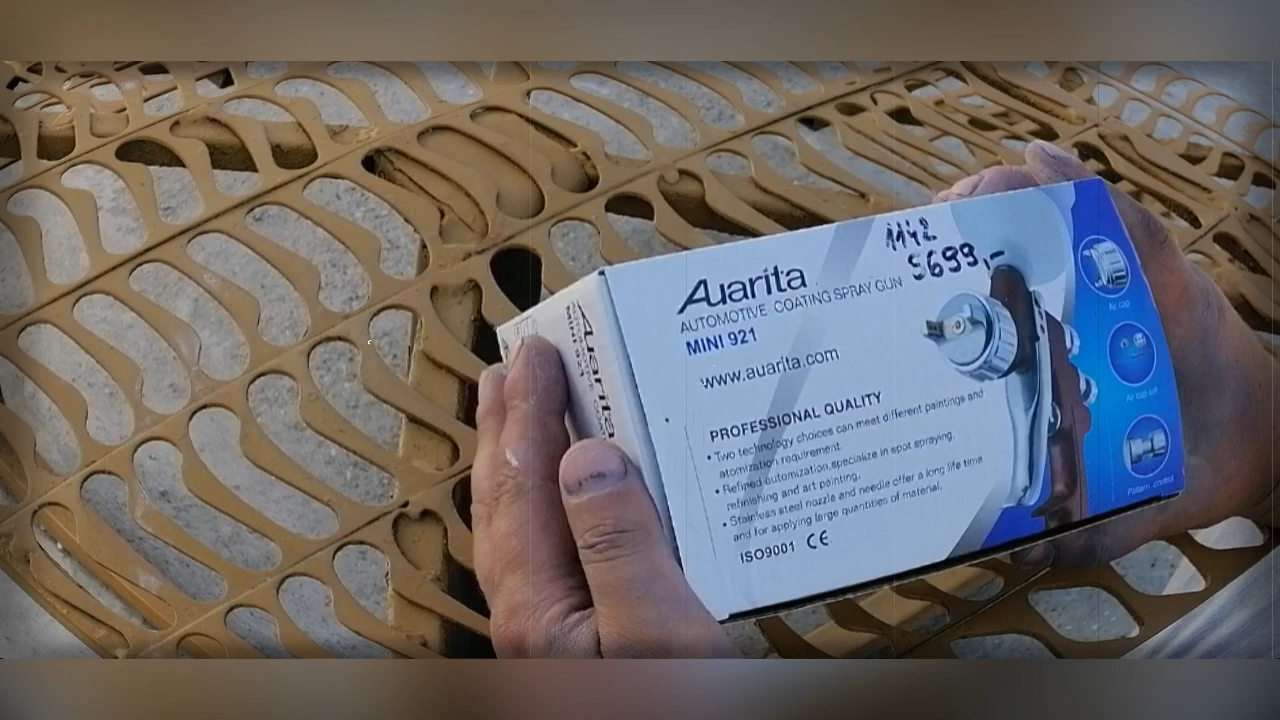 1142
5699,-
Auarita
AUTOMOTIVE COATING SPRAY GUN
MINI 921
www.auarita.com
PROFESSIONAL QUALITY
• Two technology choices can meet different paintings and
atomization requirement.
• Refined automization,specialize in spot spraying,
refinishing and art painting.
• Stainless steel nozzle and needle offer a long life time
and for applying large quantities of material.
ISO9001 CE
Air cap
Air cap set
Pattern control
Auarita
MINI 921